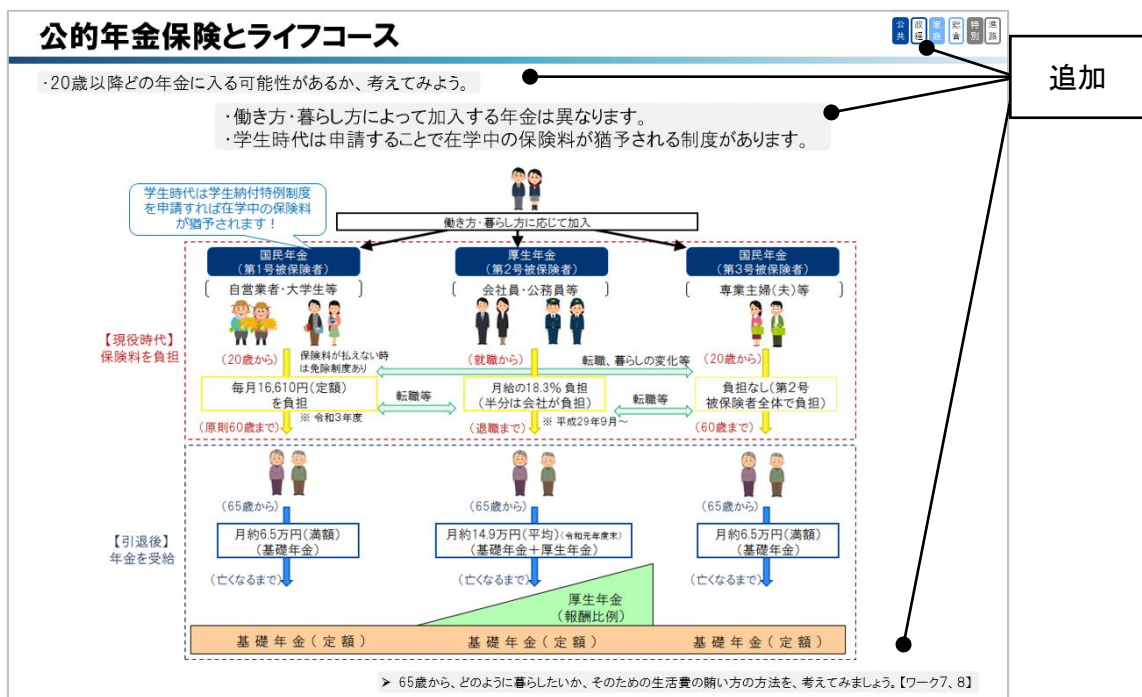 公的年金保険とライフコース
公共
政経
家庭
総合
特別
進路
追加
・20歳以降どの年金に入る可能性があるか、考えてみよう。
・働き方・暮らし方によって加入する年金は異なります。
・学生時代は申請することで在学中の保険料が猶予される制度があります。
学生時代は学生納付特例制度
を申請すれば在学中の保険料
が猶予されます！
働き方・暮らし方に応じて加入
国民年金
（第1号被保険者）
厚生年金
（第2号被保険者）
国民年金
（第3号被保険者）
〔 自営業者・大学生等 〕
〔 会社員・公務員等 〕
〔 専業主婦（夫）等 〕
【現役時代】
保険料を負担
（20歳から）
保険料が払えない時
は免除制度あり
（就職から）
転職、暮らしの変化等
（20歳から）
毎月16,610円（定額）
を負担
転職等
月給の18.3％ 負担
（半分は会社が負担）
転職等
負担なし（第2号
被保険者全体で負担）
※ 令和3年度
（原則60歳まで）
（退職まで）
※ 平成29年9月～
（60歳まで）
【引退後】
年金を受給
（65歳から）
（65歳から）
（65歳から）
月約6.5万円（満額）
（基礎年金）
月約14.9万円（平均）（令和元年度末）
（基礎年金＋厚生年金）
月約6.5万円（満額）
（基礎年金）
（亡くなるまで）
（亡くなるまで）
（亡くなるまで）
厚生年金
（報酬比例）
基礎年金（定額）
基礎年金（定額）
基礎年金（定額）
➢ 65歳から、どのように暮らしたいか、そのための生活費の賄い方の方法を、考えてみましょう。【ワーク7、8】